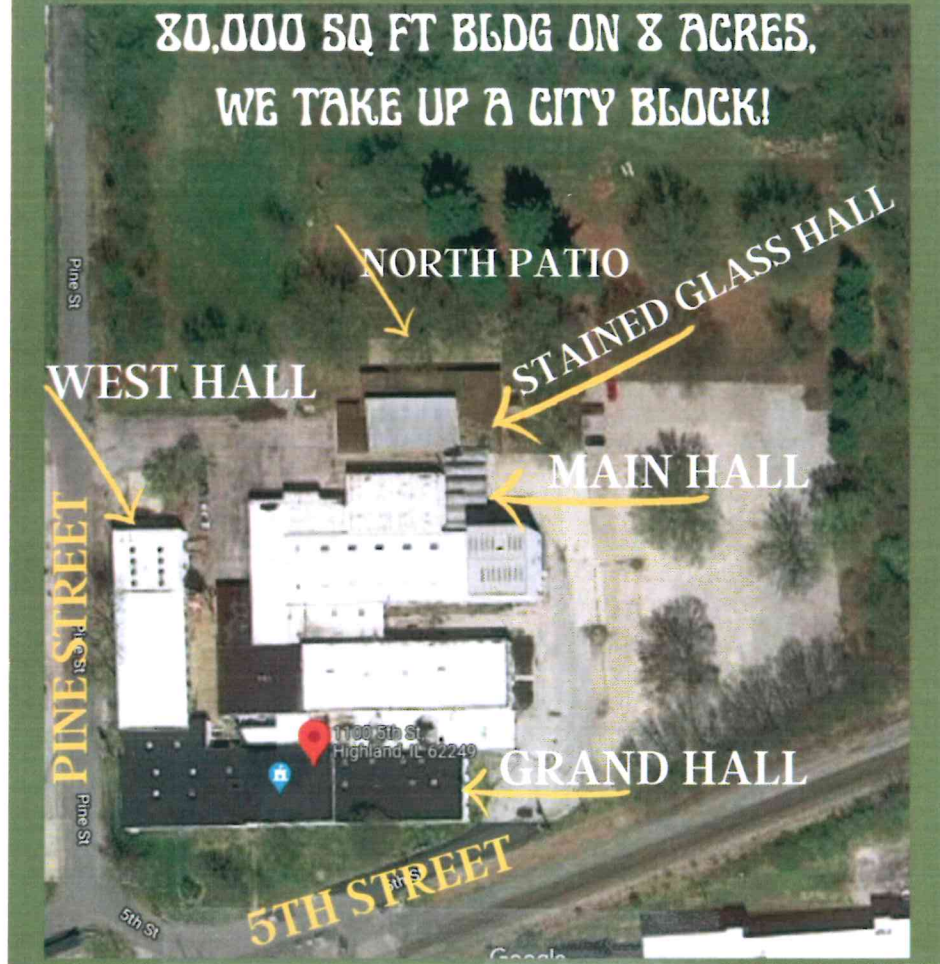 80,000 SQ FT BLDG ON 8 ACRES,
WE TAKE UP A CITY BLOCK!
NORTH PATIO
STAINED GLASS HALL
Pine St
WEST HALL
MAIN HALL
PINE STREET
Pine St
1100 5th St,
Highland, IL 62249
GRAND HALL
Pine St
5TH STREET
5th St
5th St
Google